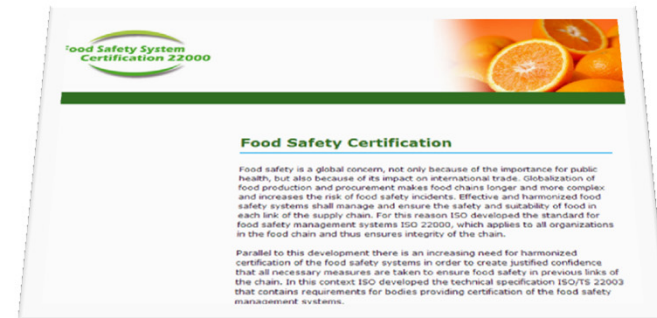 Food Safety System
Certification 22000
Food Safety Certification
Food safety is a global concern, not only because of the importance for public
health, but also because of its impact on international trade. Globalization of
food production and procurement makes food chains longer and more complex
and increases the risk of food safety incidents. Effective and harmonized food
safety systems shall manage and ensure the safety and suitability of food in
each link of the supply chain. For this reason ISO developed the standard for
food safety management systems ISO 22000, which applies to all organizations
in the food chain and thus ensures integrity of the chain.
Parallel to this development there is an increasing need for harmonized
certification of the food safety systems in order to create justified confidence
that all necessary measures are taken to ensure food safety in previous links of
the chain. In this context ISO developed the technical specification ISO/TS 22003
that contains requirements for bodies providing certification of the food safety
management systems.